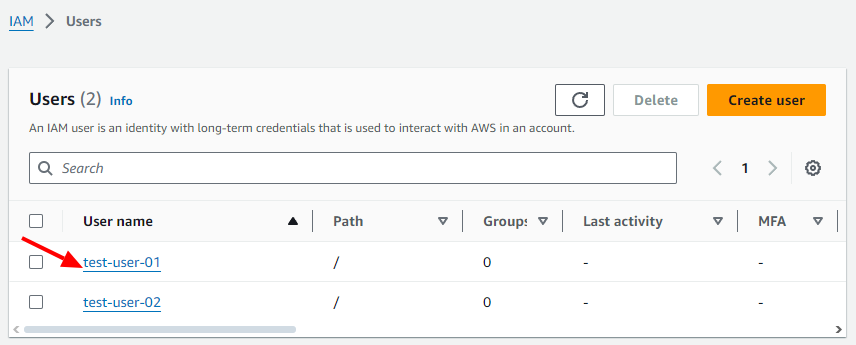 IAM > Users
Users (2) Info
Delete
Create user
An IAM user is an identity with long-term credentials that is used to interact with AWS in an account.
Search
1
User name Path Groups Last activity MFA
test-user-01 / 0 - -
test-user-02 / 0 - -